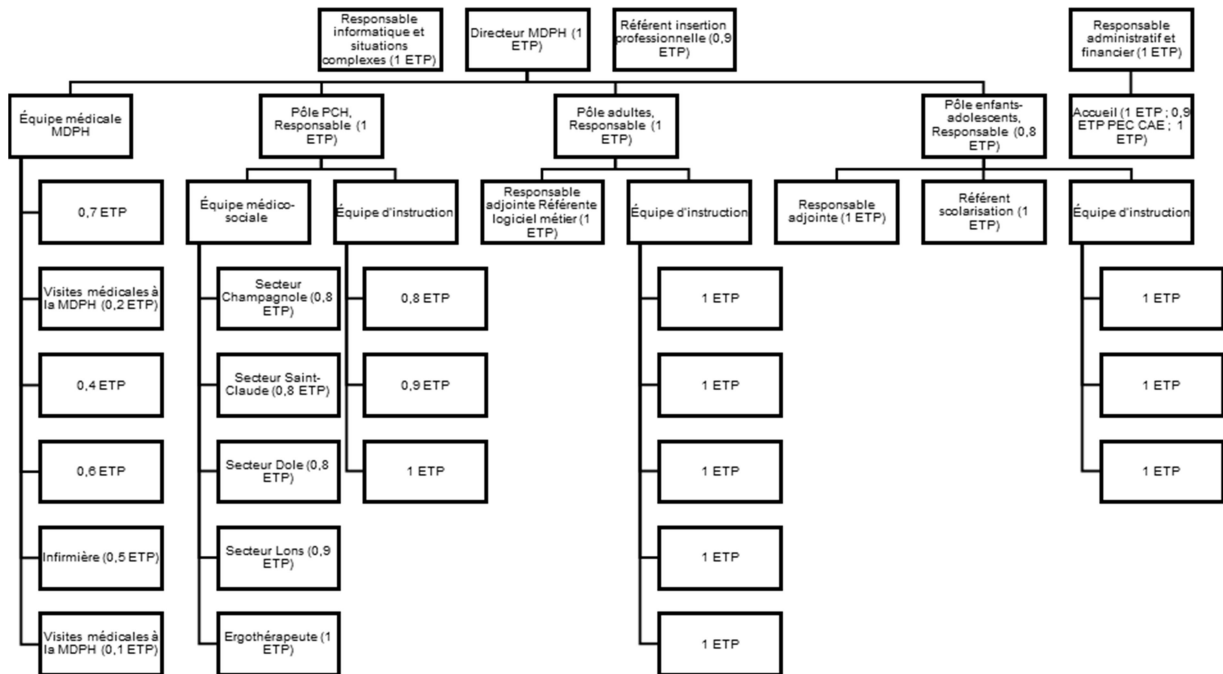 Responsable
informatique et
situations
complexes (1 ETP)
Directeur MDPH (1
ETP)
Référent insertion
professionnelle (0,9
ETP)
Responsable
administratif et
financier (1 ETP)
Équipe médicale
MDPH
Pôle PCH,
Responsable (1
ETP)
Pôle adultes,
Responsable (1
ETP)
Pôle enfants-
adolescents,
Responsable (0,8
ETP)
Accueil (1 ETP ; 0,9
ETP PEC CAE ; 1
ETP)
0,7 ETP
Équipe médico-
sociale
Équipe d'instruction
Responsable
adjointe Référente
logiciel métier (1
ETP)
Équipe d'instruction
Responsable
adjointe (1 ETP)
Référent
scolarisation (1
ETP)
Équipe d'instruction
Visites médicales à
la MDPH (0,2 ETP)
Secteur
Champagnole (0,8
ETP)
0,8 ETP
1 ETP
1 ETP
0,4 ETP
Secteur Saint-
Claude (0,8 ETP)
0,9 ETP
1 ETP
1 ETP
0,6 ETP
Secteur Dole (0,8
ETP)
1 ETP
1 ETP
1 ETP
Infirmière (0,5 ETP)
Secteur Lons (0,9
ETP)
1 ETP
Visites médicales à
la MDPH (0,1 ETP)
Ergothérapeute (1
ETP)
1 ETP